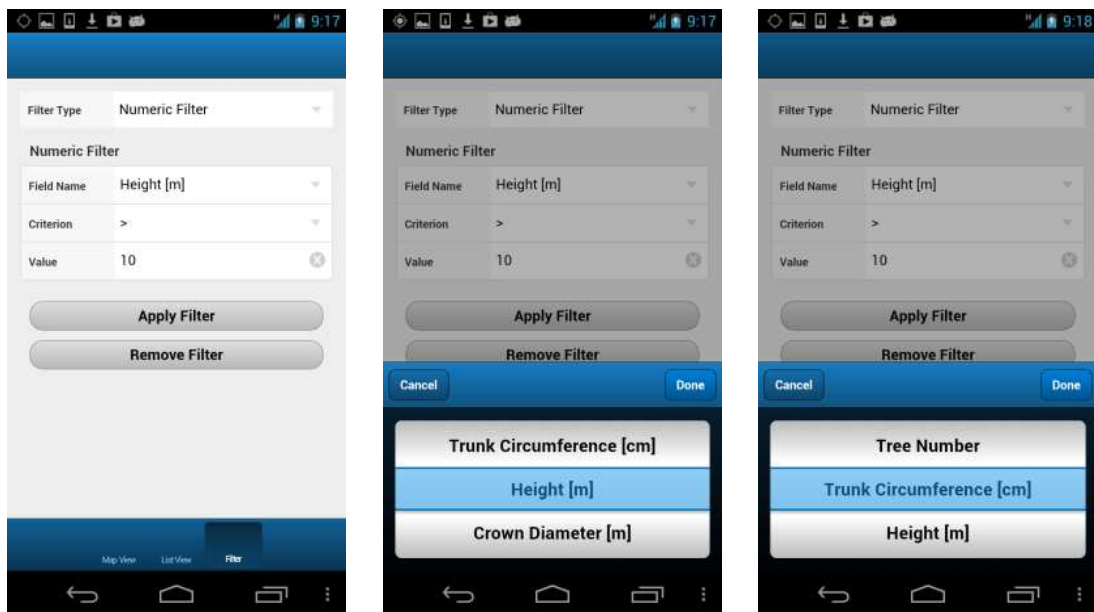 9:17
Filter Type Numeric Filter
Numeric Filter
Field Name Height [m]
Criterion >
Value 10
Apply Filter
Remove Filter
Map View List View Filter
9:17
Filter Type Numeric Filter
Numeric Filter
Field Name Height [m]
Criterion >
Value 10
Apply Filter
Remove Filter
Cancel Done
Trunk Circumference [cm]
Height [m]
Crown Diameter [m]
9:18
Filter Type Numeric Filter
Numeric Filter
Field Name Height [m]
Criterion >
Value 10
Apply Filter
Remove Filter
Cancel Done
Tree Number
Trunk Circumference [cm]
Height [m]